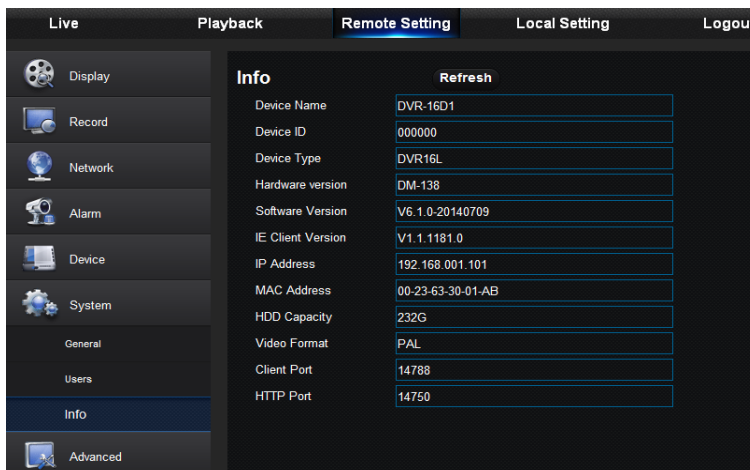 Live Playback Remote Setting Local Setting Logou
Display
Record
Network
Alarm
Device
System
General
Users
Info
Advanced
Info Refresh
Device Name DVR-16D1
Device ID 000000
Device Type DVR16L
Hardware version DM-138
Software Version V6.1.0-20140709
IE Client Version V1.1.1181.0
IP Address 192.168.001.101
MAC Address 00-23-63-30-01-AB
HDD Capacity 232G
Video Format PAL
Client Port 14788
HTTP Port 14750